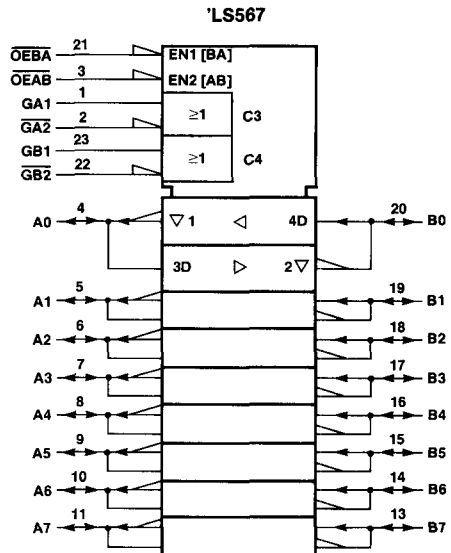 'LS567
OEBA 21 EN1 [BA]
OEAB 3 EN2 [AB]
GA1 1
GA2 2 ≥1 C3
GB1 23
GB2 22 ≥1 C4
A0 4 ▽ 1 ◁ 4D 20 B0
3D ▷ 2 ▽
A1 5 19 B1
A2 6 18 B2
A3 7 17 B3
A4 8 16 B4
A5 9 15 B5
A6 10 14 B6
A7 11 13 B7